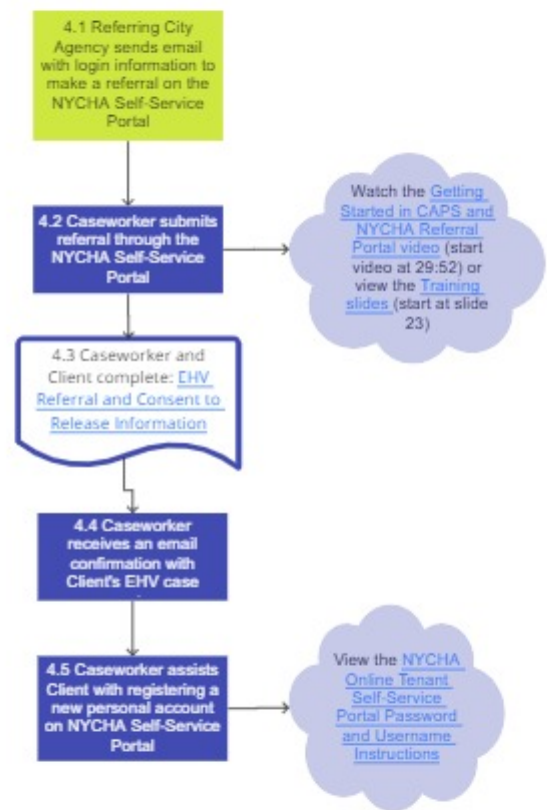 4.1 Referring City
Agency sends email
with login information to
make a referral on the
NYCHA Self-Service
Portal
4.2 Caseworker submits
referral through the
NYCHA Self-Service
Portal
Watch the Getting
Started in CAPS and
NYCHA Referral
Portal video (start
video at 29:52) or
view the Training
slides (start at slide
23)
4.3 Caseworker and
Client complete: EHV
Referral and Consent to
Release Information
4.4 Caseworker
receives an email
confirmation with
Client's EHV case
4.5 Caseworker assists
Client with registering a
new personal account
on NYCHA Self-Service
Portal
View the NYCHA
Online Tenant
Self-Service
Portal Password
and Username
Instructions